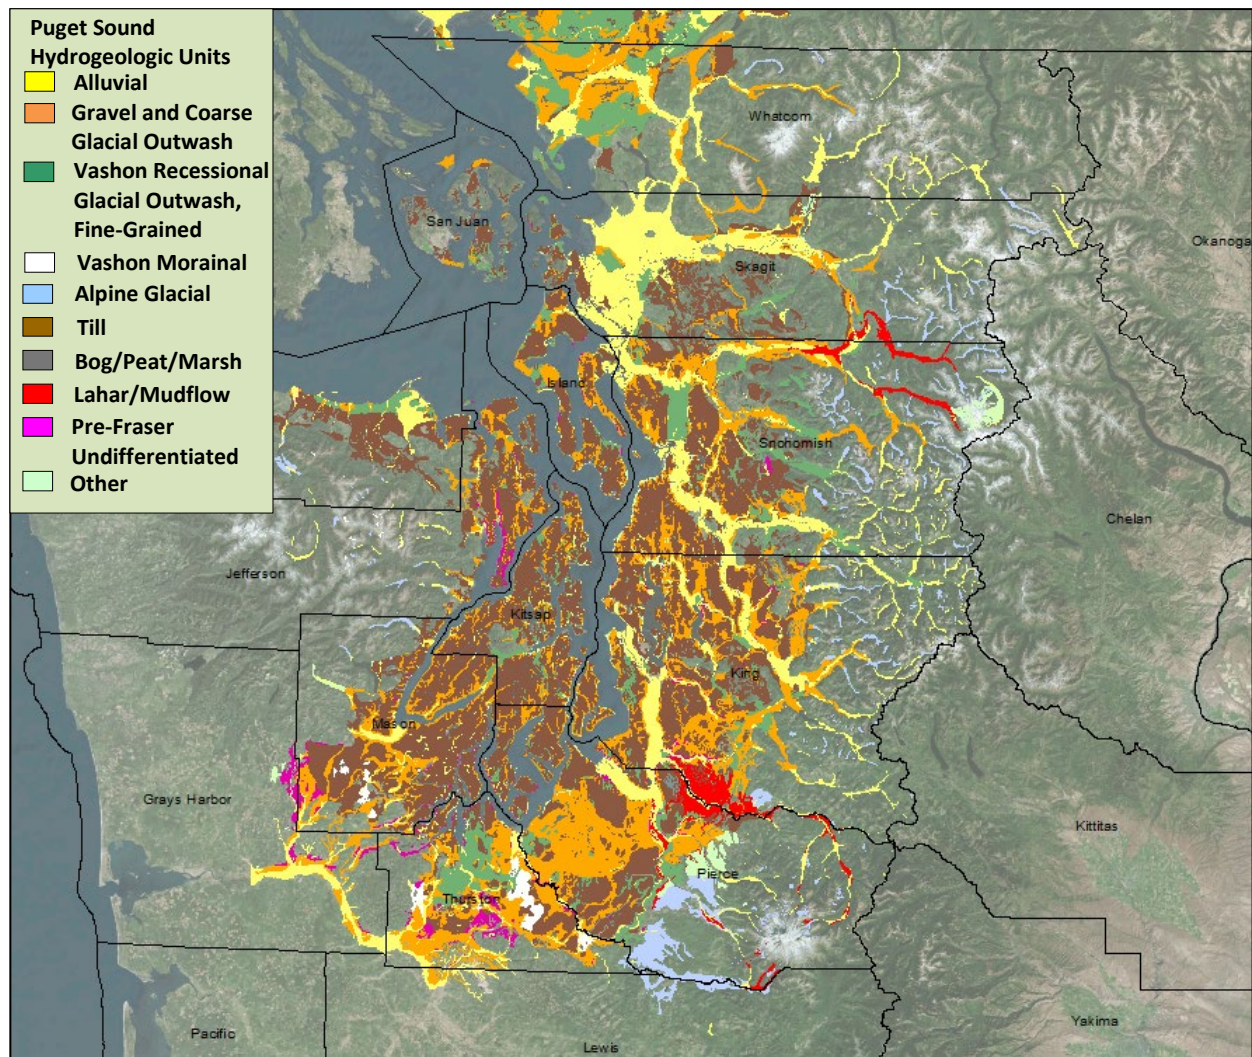 Puget Sound
Hydrogeologic Units
Alluvial
Gravel and Coarse
Glacial Outwash
Vashon Recessional
Glacial Outwash,
Fine-Grained
Vashon Morainal
Alpine Glacial
Till
Bog/Peat/Marsh
Lahar/Mudflow
Pre-Fraser
Undifferentiated
Other
Whatcom
San Juan
Okanoga
Skagit
Island
Snohomish
Chelan
Jefferson
Kitsap
King
Mason
Grays Harbor
Kittitas
Pierce
Thurston
Yakima
Pacific
Lewis